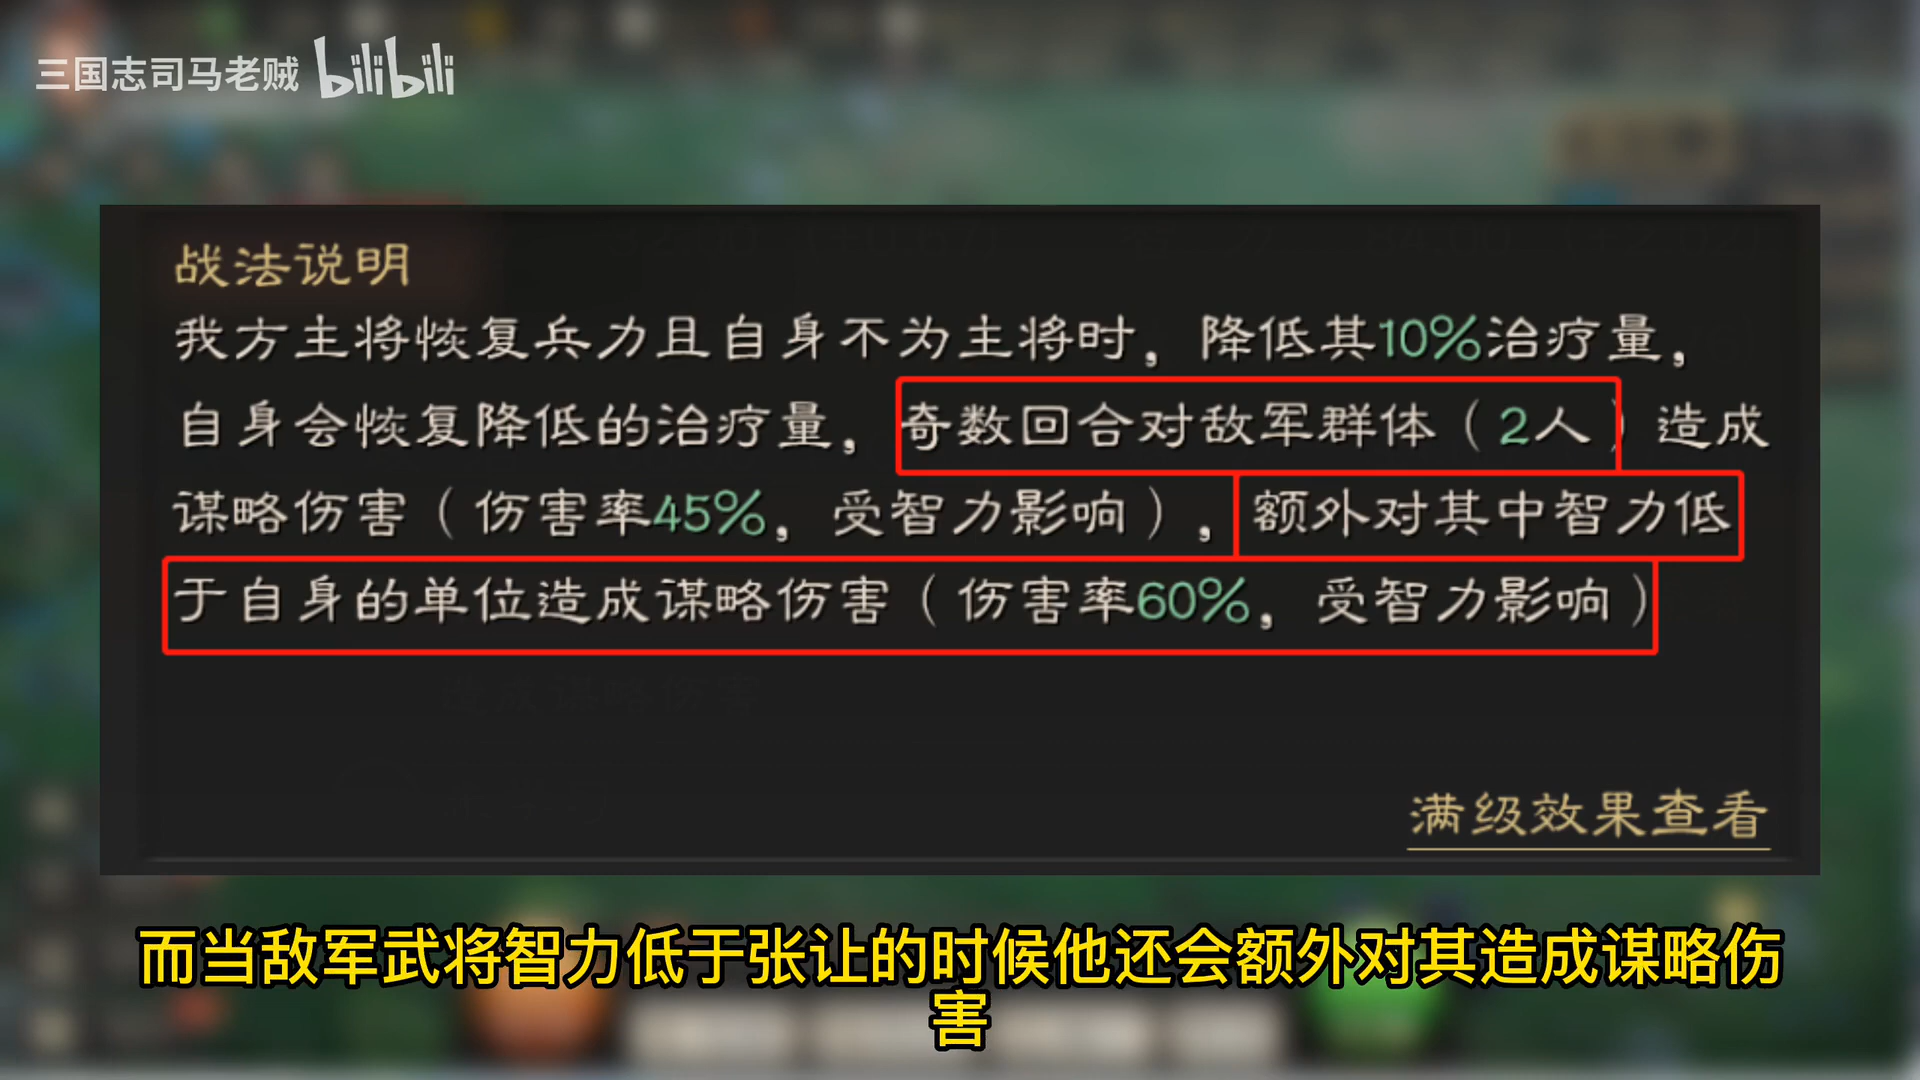 三国志司马老贼 bilibili
战法说明
我方主将恢复兵力且自身不为主将时，降低其10%治疗量，
自身会恢复降低的治疗量，奇数回合对敌军群体（2人）造成
谋略伤害（伤害率45%，受智力影响），额外对其中智力低
于自身的单位造成谋略伤害（伤害率60%，受智力影响）
满级效果查看
而当敌军武将智力低于张让的时候他还会额外对其造成谋略伤
害